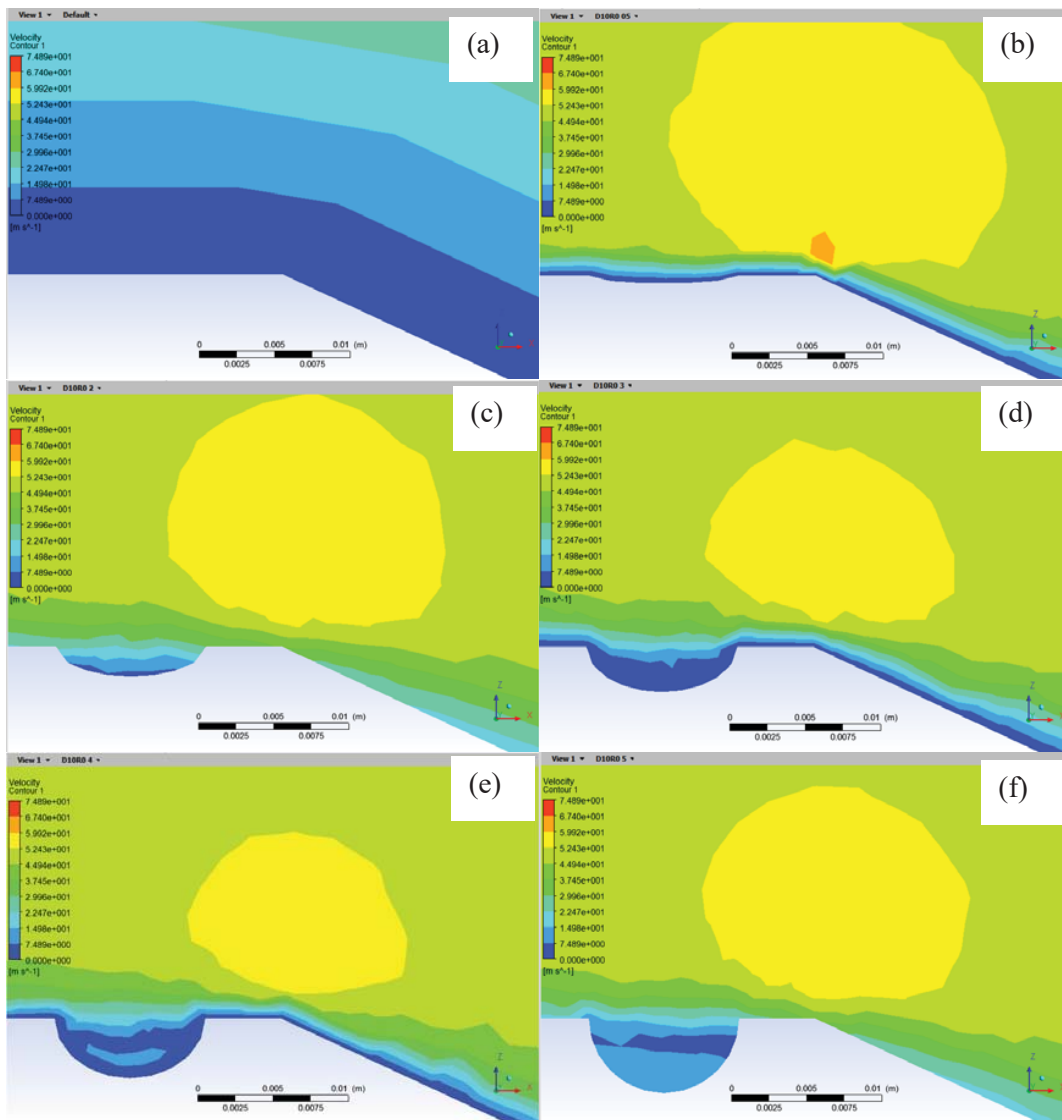 View 1 Default
(a)
Velocity
Contour 1
7.489e+001
6.740e+001
5.992e+001
5.243e+001
4.494e+001
3.745e+001
2.996e+001
2.247e+001
1.498e+001
7.489e+000
0.000e+000
[m s^-1]
0 0.005 0.01 (m)
0.0025 0.0075
View 1 D10R0 05
(b)
Velocity
Contour 1
7.489e+001
6.740e+001
5.992e+001
5.243e+001
4.494e+001
3.745e+001
2.996e+001
2.247e+001
1.498e+001
7.489e+000
0.000e+000
[m s^-1]
0 0.005 0.01 (m)
0.0025 0.0075
Z
X
View 1 D10R0 2
(c)
Velocity
Contour 1
7.489e+001
6.740e+001
5.992e+001
5.243e+001
4.494e+001
3.745e+001
2.996e+001
2.247e+001
1.498e+001
7.489e+000
0.000e+000
[m s^-1]
0 0.005 0.01 (m)
0.0025 0.0075
Z
X
View 1 D10R0 3
(d)
Velocity
Contour 1
7.489e+001
6.740e+001
5.992e+001
5.243e+001
4.494e+001
3.745e+001
2.996e+001
2.247e+001
1.498e+001
7.489e+000
0.000e+000
[m s^-1]
0 0.005 0.01 (m)
0.0025 0.0075
Z
X
View 1 D10R0 4
(e)
Velocity
Contour 1
7.489e+001
6.740e+001
5.992e+001
5.243e+001
4.494e+001
3.745e+001
2.996e+001
2.247e+001
1.498e+001
7.489e+000
0.000e+000
[m s^-1]
0 0.005 0.01 (m)
0.0025 0.0075
Z
X
View 1 D10R0 5
(f)
Velocity
Contour 1
7.489e+001
6.740e+001
5.992e+001
5.243e+001
4.494e+001
3.745e+001
2.996e+001
2.247e+001
1.498e+001
7.489e+000
0.000e+000
[m s^-1]
0 0.005 0.01 (m)
0.0025 0.0075
Z
X